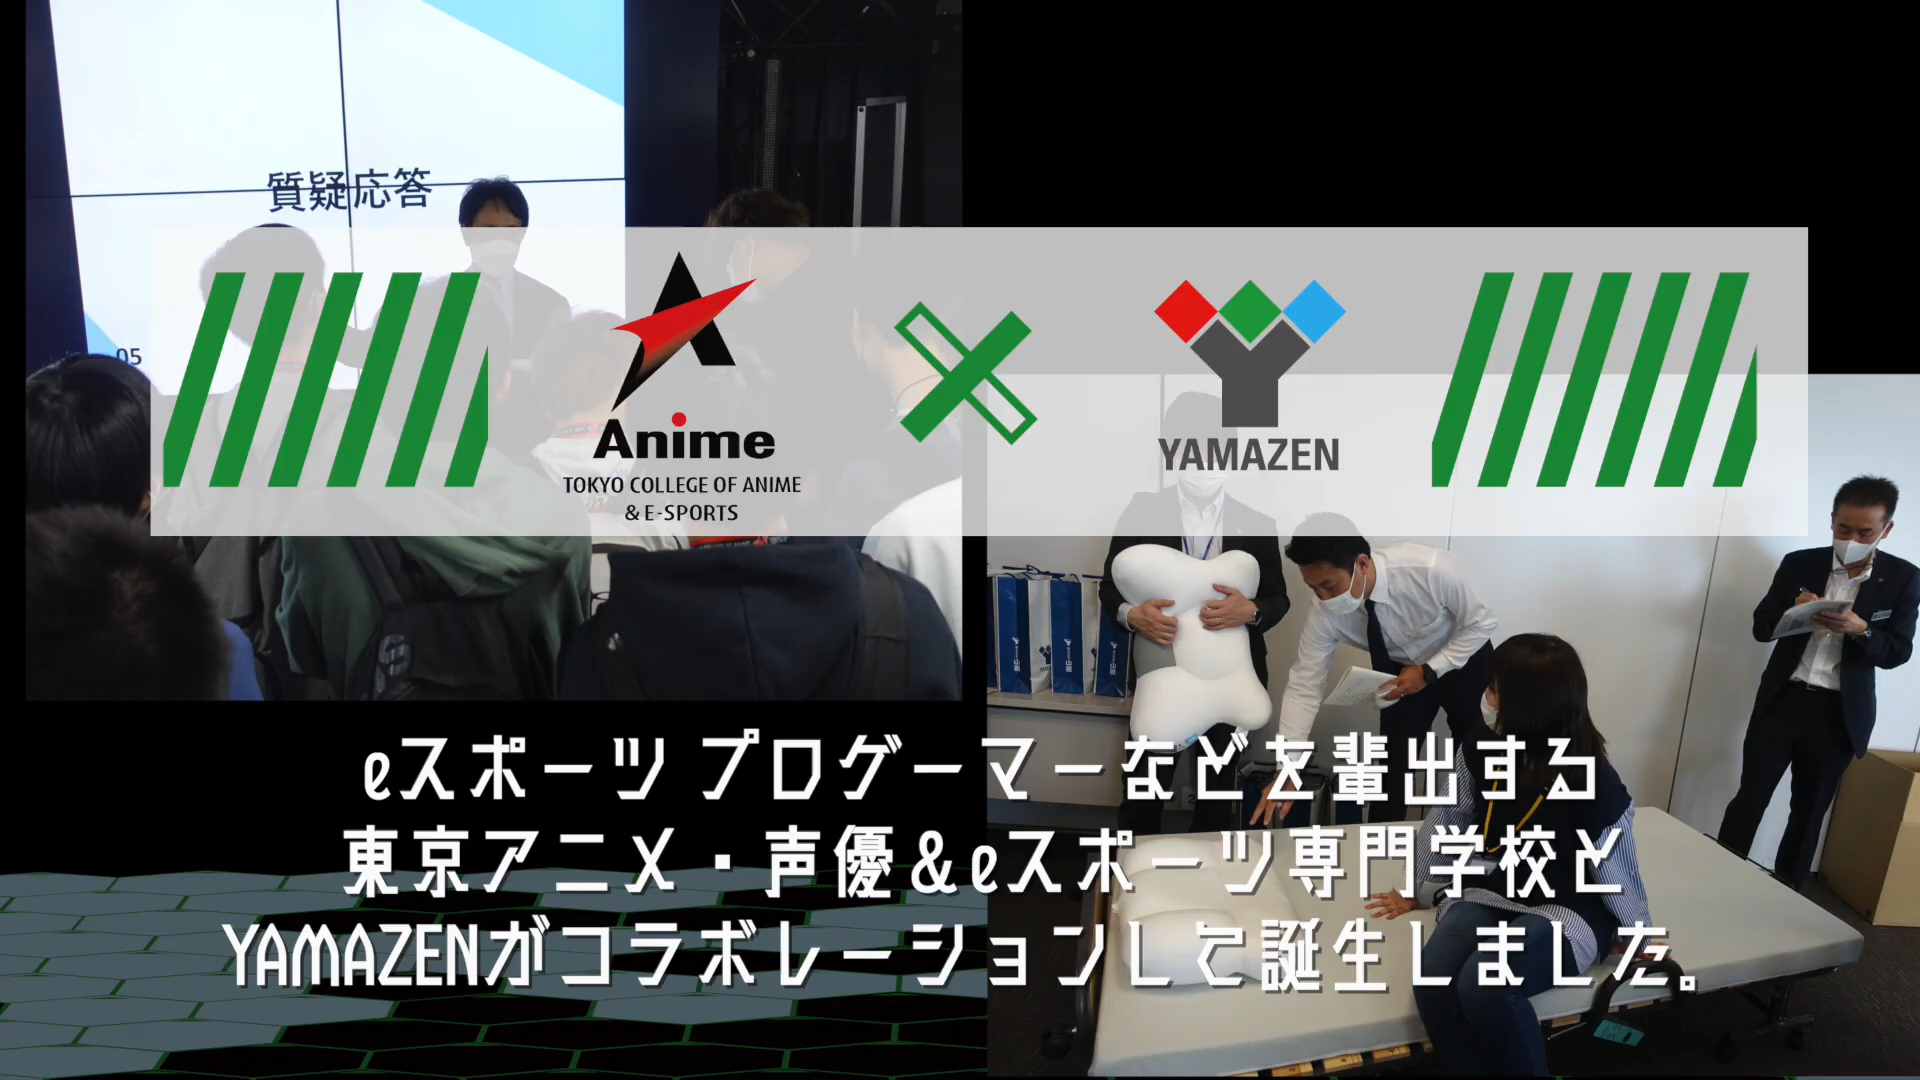 質疑応答
05
Anime
TOKYO COLLEGE OF ANIME
& E-SPORTS
YAMAZEN
eスポーツ プロゲーマーなどを輩出する
東京アニメ・声優&eスポーツ専門学校と
YAMAZENがコラボレーションして誕生しました。